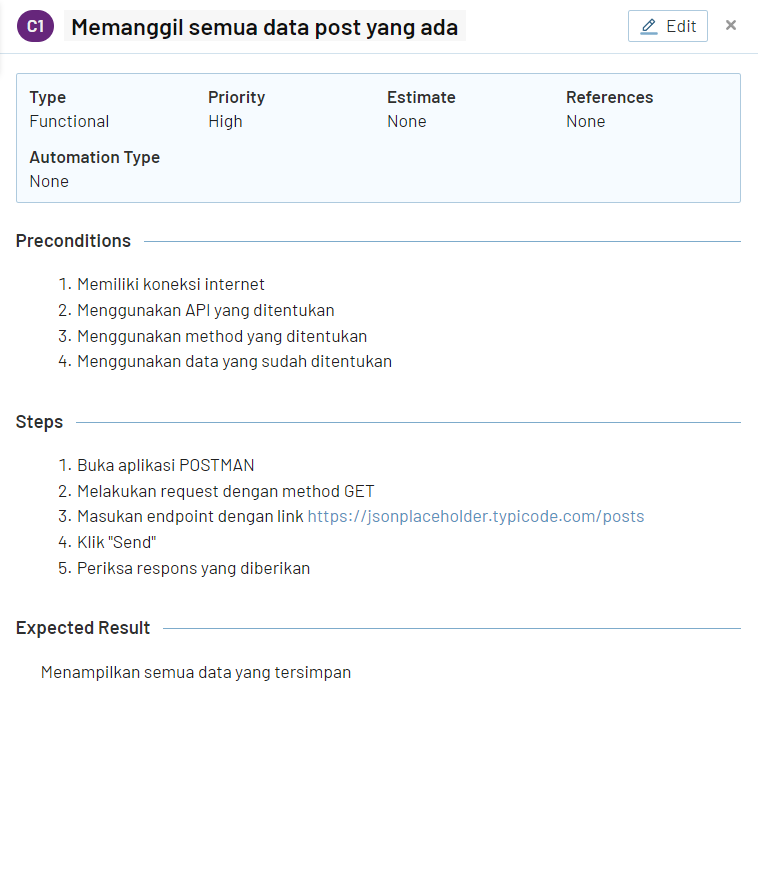 C1 Memanggil semua data post yang ada Edit ×
Type Priority Estimate References
Functional High None None
Automation Type
None
Preconditions
1. Memiliki koneksi internet
2. Menggunakan API yang ditentukan
3. Menggunakan method yang ditentukan
4. Menggunakan data yang sudah ditentukan
Steps
1. Buka aplikasi POSTMAN
2. Melakukan request dengan method GET
3. Masukan endpoint dengan link https://jsonplaceholder.typicode.com/posts
4. Klik "Send"
5. Periksa respons yang diberikan
Expected Result
Menampilkan semua data yang tersimpan